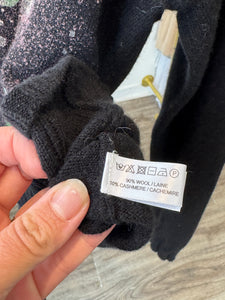 P
90% WOOL / LAINE
10% CASHMERE / CACHEMIRE